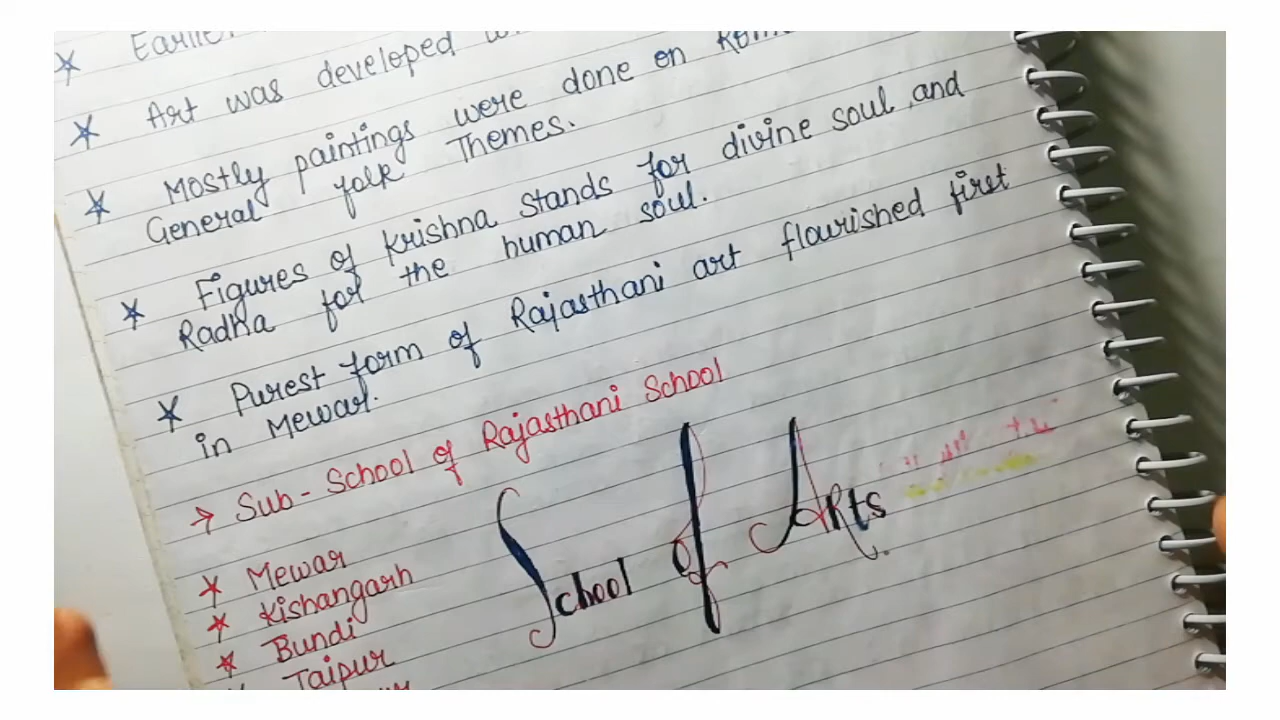 Earlier
Art was developed
Mostly paintings were done on
General folk Themes.
Figures of Krishna stands for divine soul and
Radha for the human soul.
Purest form of Rajasthani art flourished first
in Mewar.
→ Sub-School of Rajasthani School
Mewar
Kishangarh
Bundi
Jaipur
School of Arts